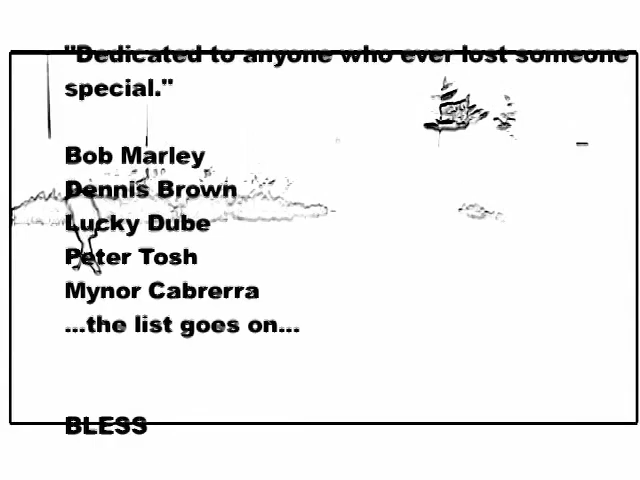 "Dedicated to anyone who ever lost someone
special."
Bob Marley
Dennis Brown
Lucky Dube
Peter Tosh
Mynor Cabrerra
...the list goes on...
BLESS